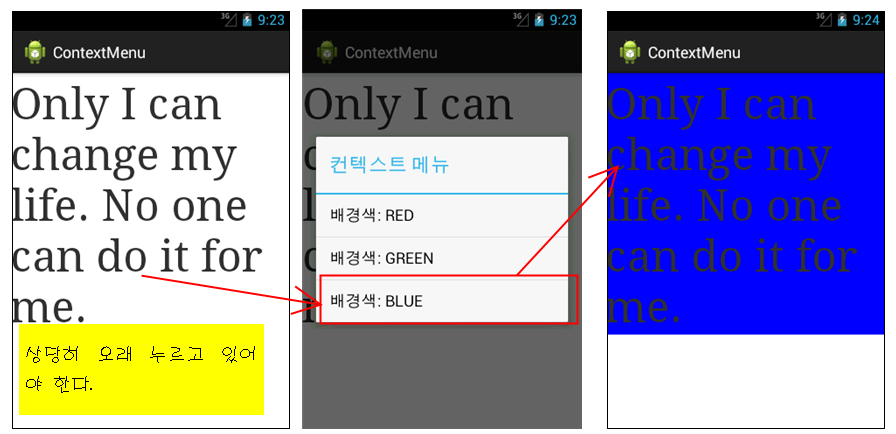 3G 9:23
ContextMenu
Only I can
change my
life. No one
can do it for
me.
상당히 오래 누르고 있어
야 한다.
3G 9:23
ContextMenu
Only I can
컨텍스트 메뉴
배경색: RED
배경색: GREEN
배경색: BLUE
3G 9:24
ContextMenu
Only I can
change my
life. No one
can do it for
me.